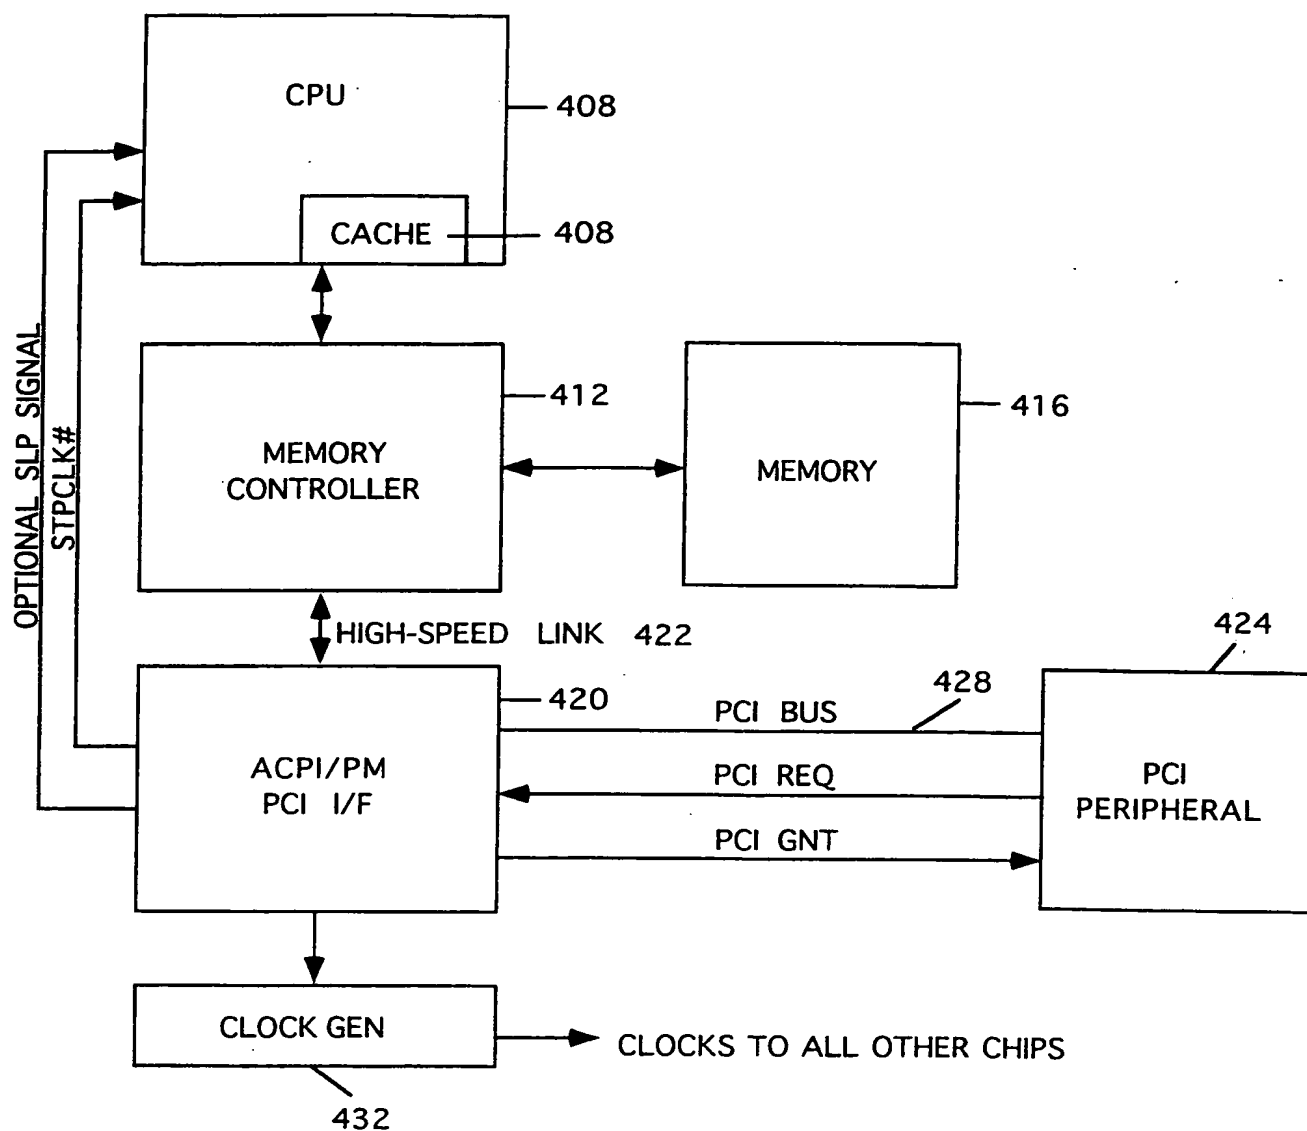 CPU
408
CACHE
408
OPTIONAL SLP SIGNAL
STPCLK#
412
MEMORY
CONTROLLER
416
MEMORY
HIGH-SPEED LINK 422
424
420
428
PCI BUS
ACPI/PM
PCI I/F
PCI REQ
PCI
PERIPHERAL
PCI GNT
CLOCK GEN
CLOCKS TO ALL OTHER CHIPS
432